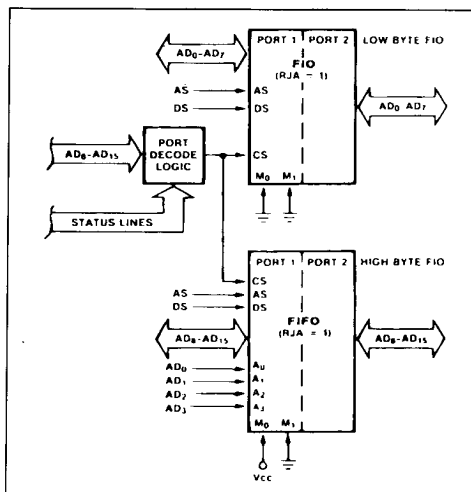 PORT 1 PORT 2 LOW BYTE FIO
AD0-AD7
FIO
(RJA = 1)
AS AS
DS DS
AD0 AD7
AD8-AD15
PORT
DECODE
LOGIC
CS
M0 M1
STATUS LINES
PORT 1 PORT 2 HIGH BYTE FIO
CS
AS AS
DS DS
FIFO
(RJA = 1)
AD8-AD15
AD8-AD15
AD0 A0
AD1 A1
AD2 A2
AD3 A3
M0 M1
VCC